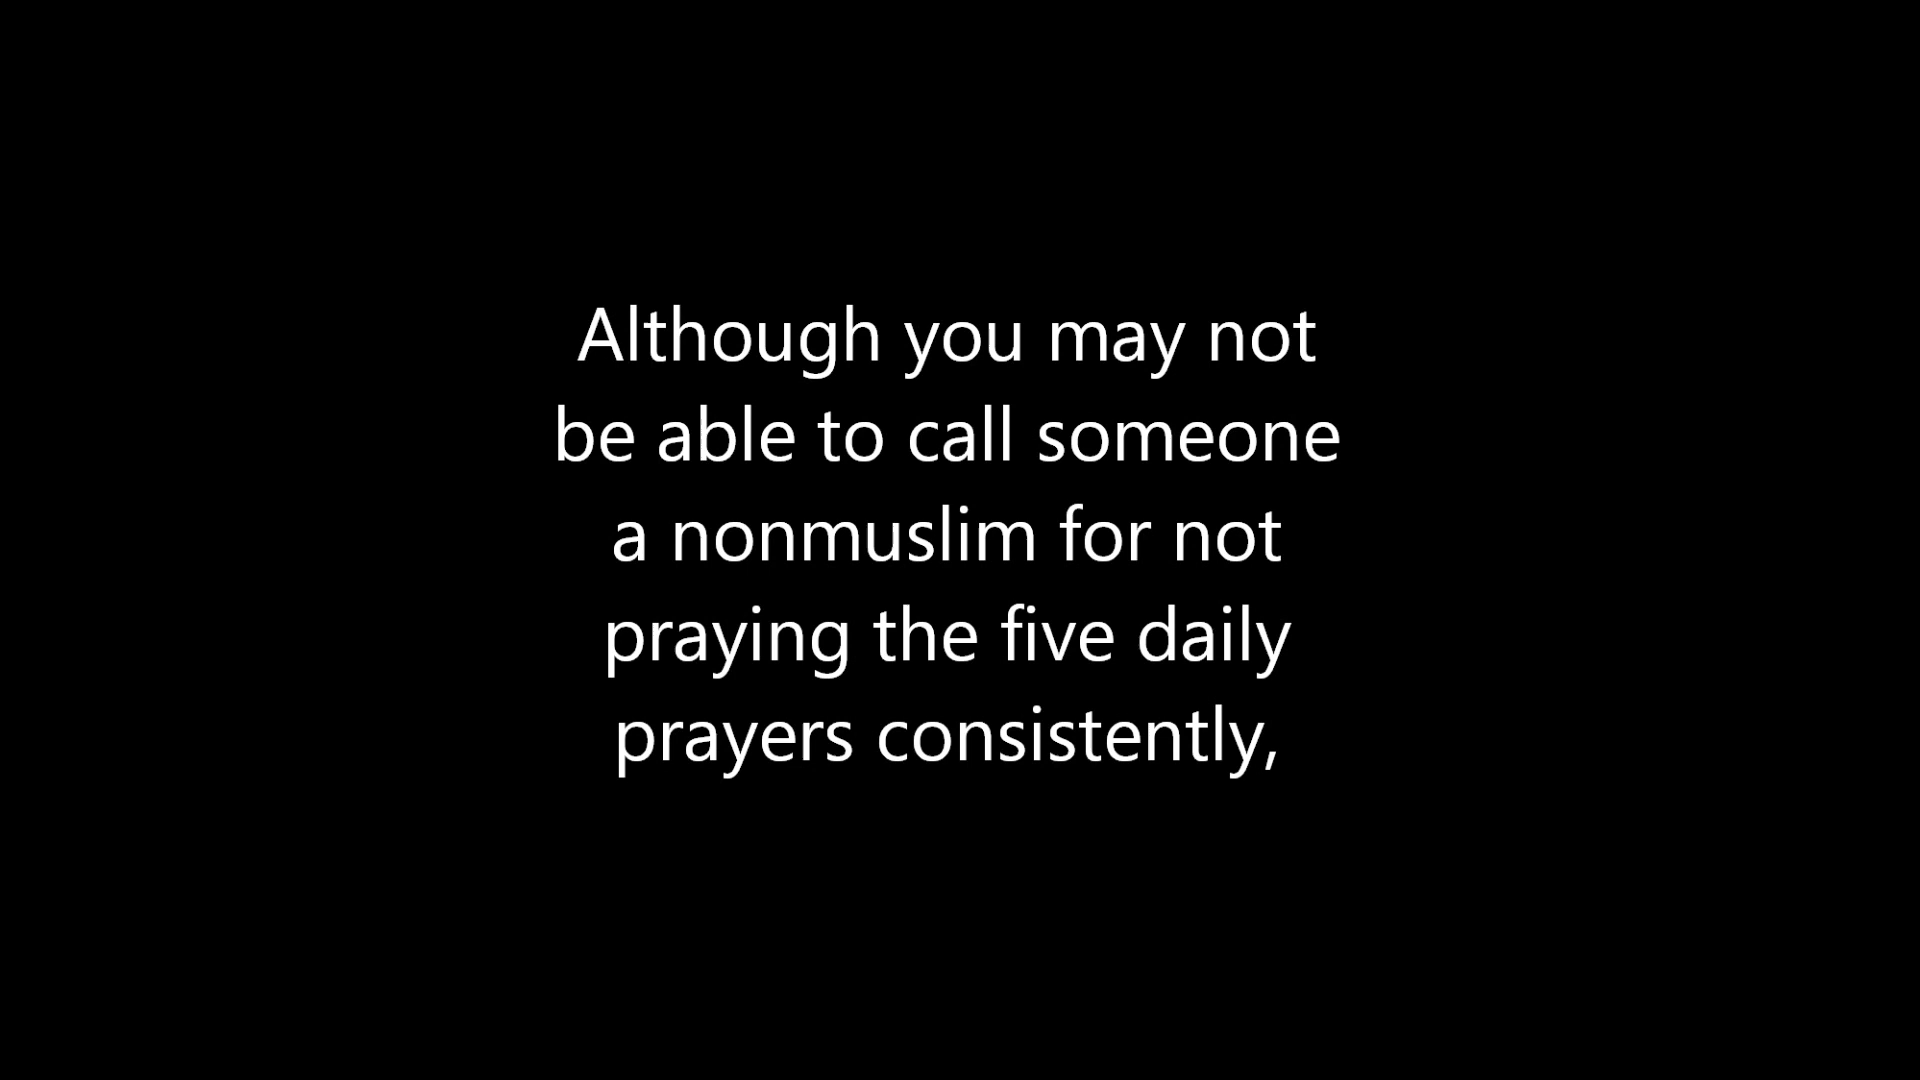 Although you may not
be able to call someone
a nonmuslim for not
praying the five daily
prayers consistently,